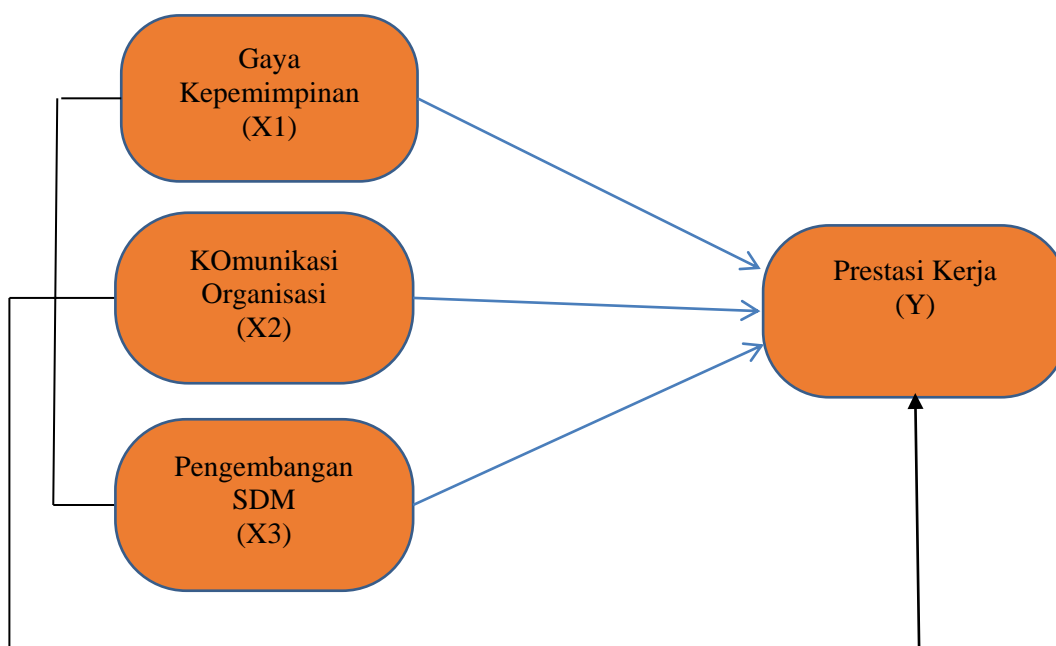 Gaya
Kepemimpinan
(X1)
KOmunikasi
Organisasi
(X2)
Pengembangan
SDM
(X3)
Prestasi Kerja
(Y)